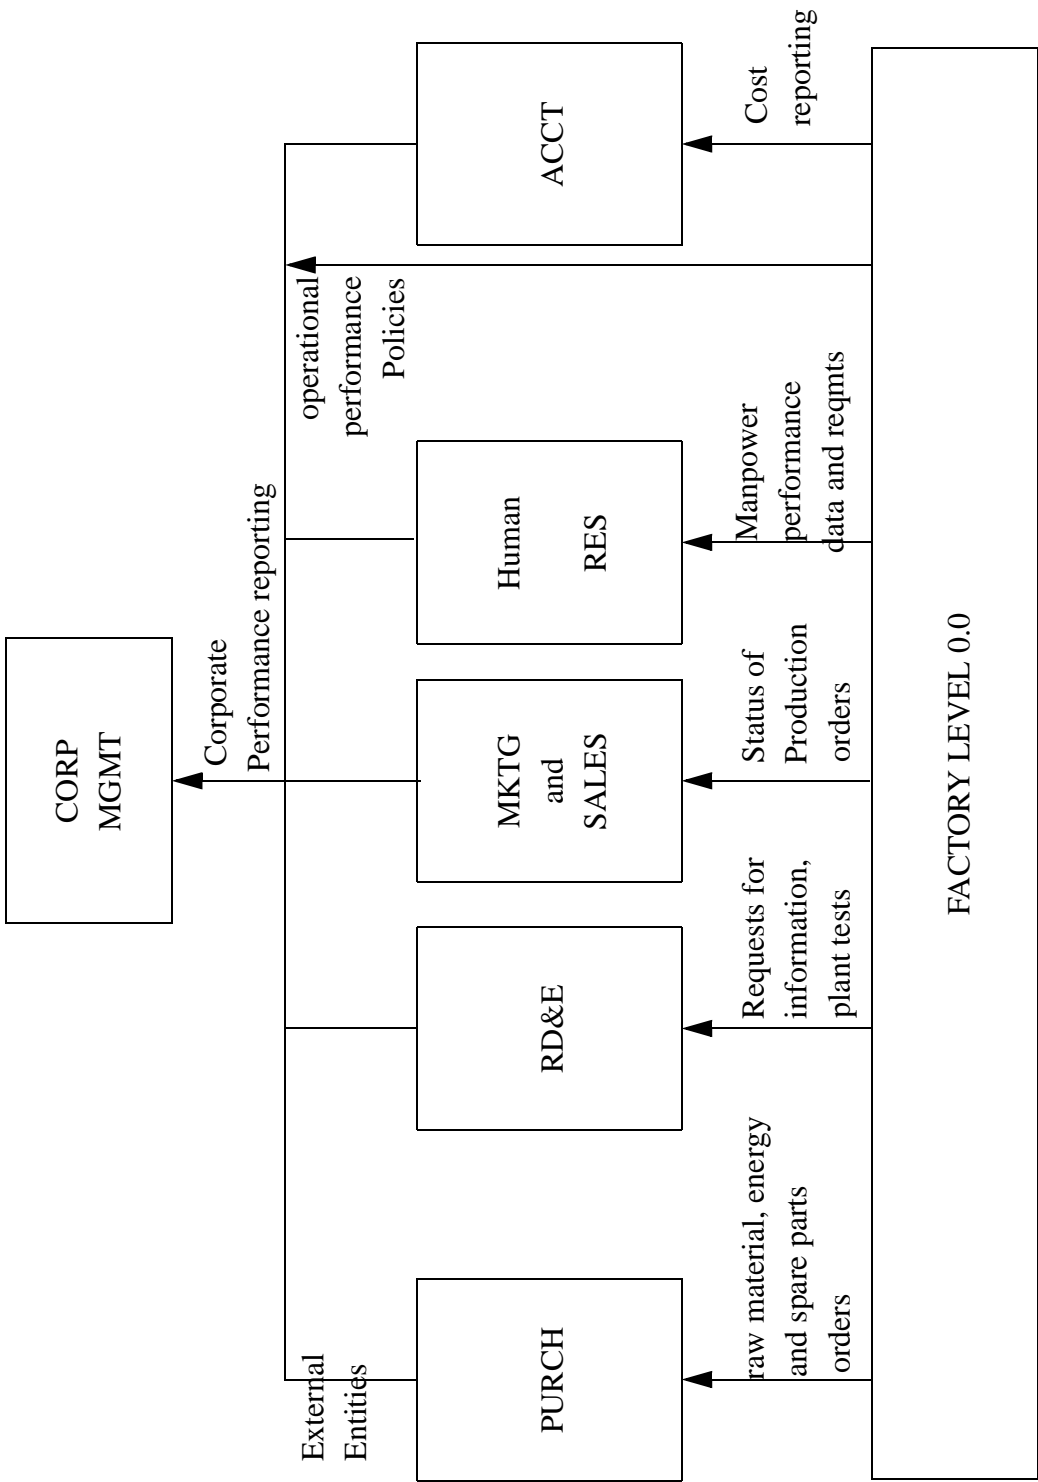 CORP
MGMT
Corporate
Performance reporting
External
Entities
operational
performance
Policies
PURCH
RD&E
MKTG
and
SALES
Human
RES
ACCT
raw material, energy
and spare parts
orders
Requests for
information,
plant tests
Status of
Production
orders
Manpower
performance
data and reqmts
Cost
reporting
FACTORY LEVEL 0.0